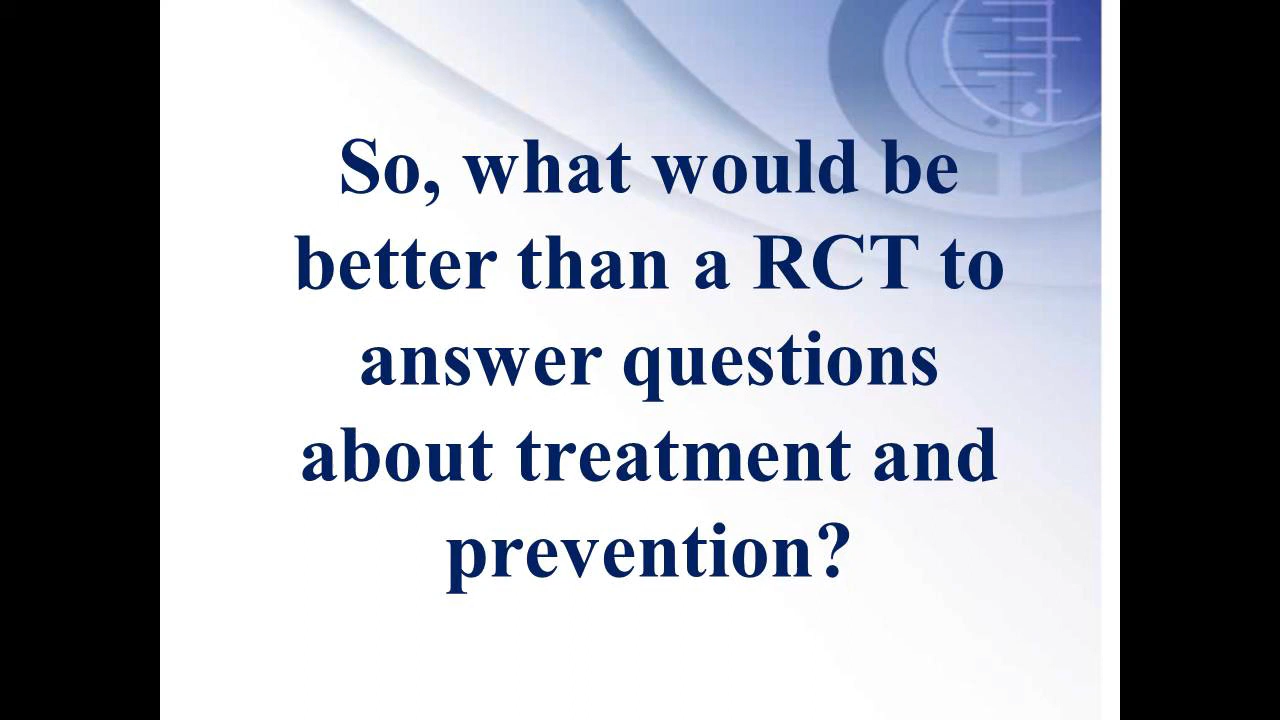 So, what would be
better than a RCT to
answer questions
about treatment and
prevention?